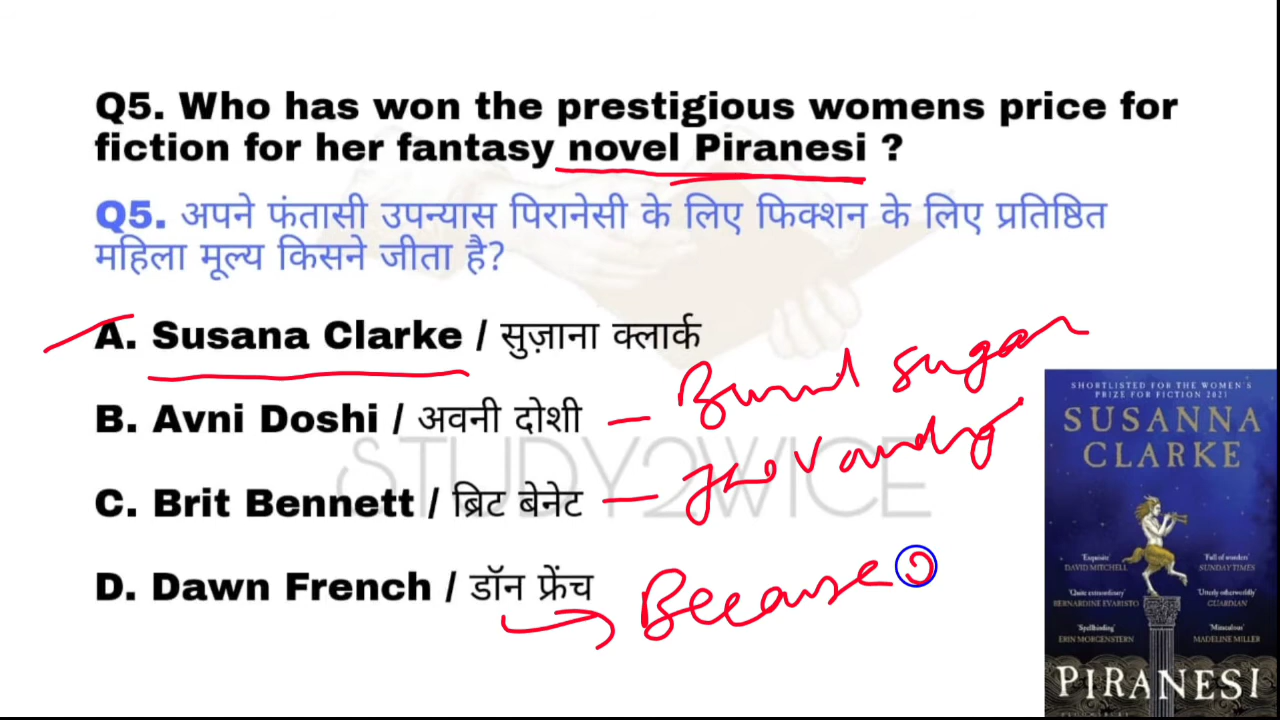 Q5. Who has won the prestigious womens price for
fiction for her fantasy novel Piranesi ?
Q5. अपने फंतासी उपन्यास पिरानेसी के लिए फिक्शन के लिए प्रतिष्ठित
महिला मूल्य किसने जीता है?
A. Susana Clarke / सुज़ाना क्लार्क
B. Avni Doshi / अवनी दोशी – Burnt sugar
C. Brit Bennett / ब्रिट बेनेट –
D. Dawn French / डॉन फ्रेंच Because
STUDY2WICE
SHORTLISTED FOR THE WOMEN'S
PRIZE FOR FICTION 2021
SUSANNA
CLARKE
'Exquisite'
DAVID MITCHELL
'Full of wonders'
SUNDAY TIMES
'Quite extraordinary'
BERNARDINE EVARISTO
'Utterly otherworldly'
GUARDIAN
'Spellbinding'
ERIN MORGENSTERN
'Miraculous'
MADELINE MILLER
PIRANESI